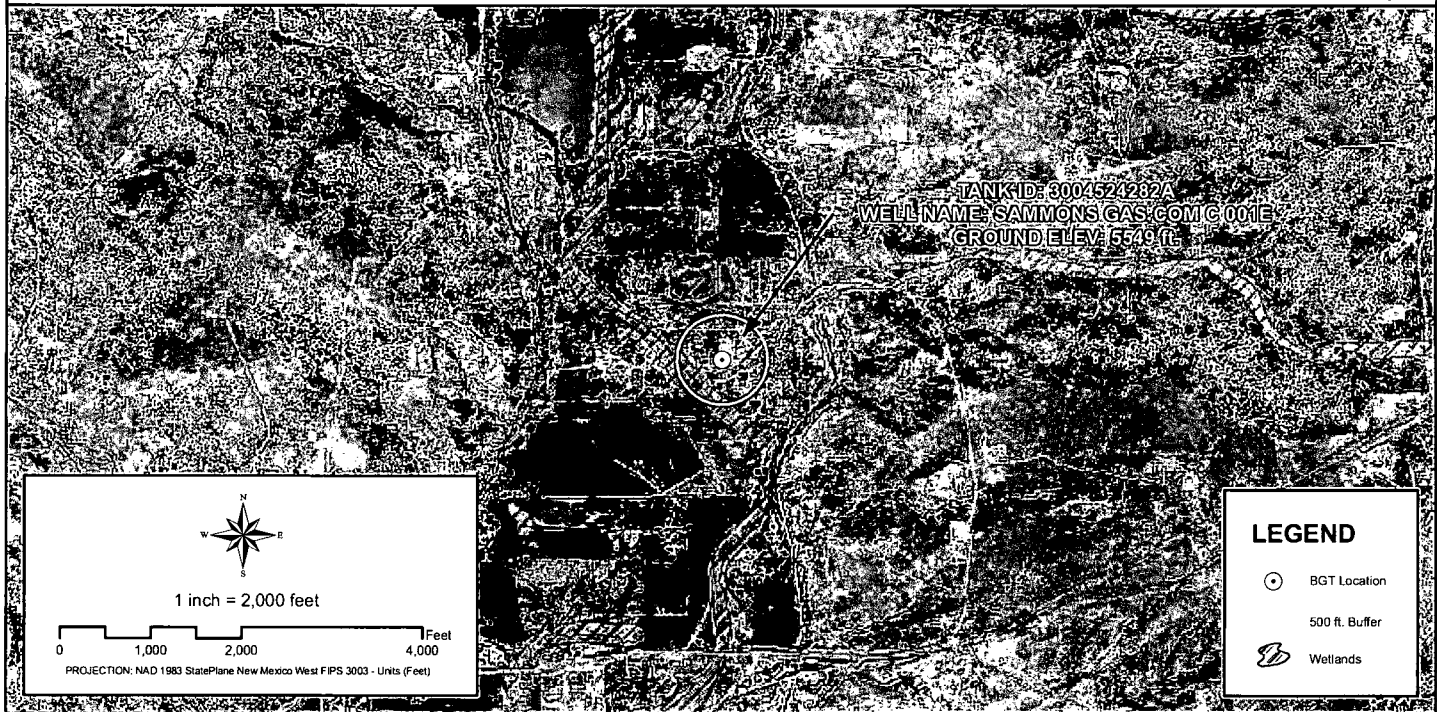 TANK ID: 3004524282A
WELL NAME: SAMMONS GAS COM C 001E
GROUND ELEV: 5549 ft.
N
W E
S
1 inch = 2,000 feet
Feet
0 1,000 2,000 4,000
PROJECTION: NAD 1983 StatePlane New Mexico West FIPS 3003 - Units (Feet)
LEGEND
BGT Location
500 ft. Buffer
Wetlands